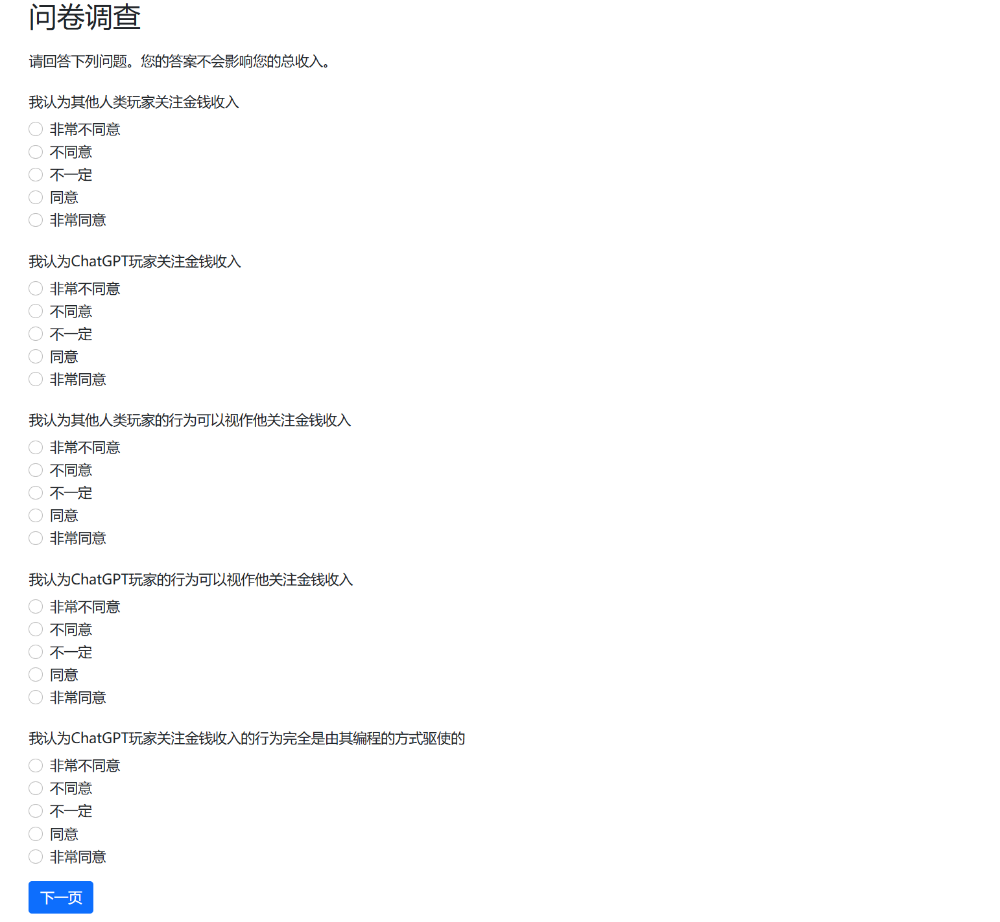 问卷调查
请回答下列问题。您的答案不会影响您的总收入。
我认为其他人类玩家关注金钱收入
非常不同意
不同意
不一定
同意
非常同意
我认为ChatGPT玩家关注金钱收入
非常不同意
不同意
不一定
同意
非常同意
我认为其他人类玩家的行为可以视作他关注金钱收入
非常不同意
不同意
不一定
同意
非常同意
我认为ChatGPT玩家的行为可以视作他关注金钱收入
非常不同意
不同意
不一定
同意
非常同意
我认为ChatGPT玩家关注金钱收入的行为完全是由其编程的方式驱使的
非常不同意
不同意
不一定
同意
非常同意
下一页